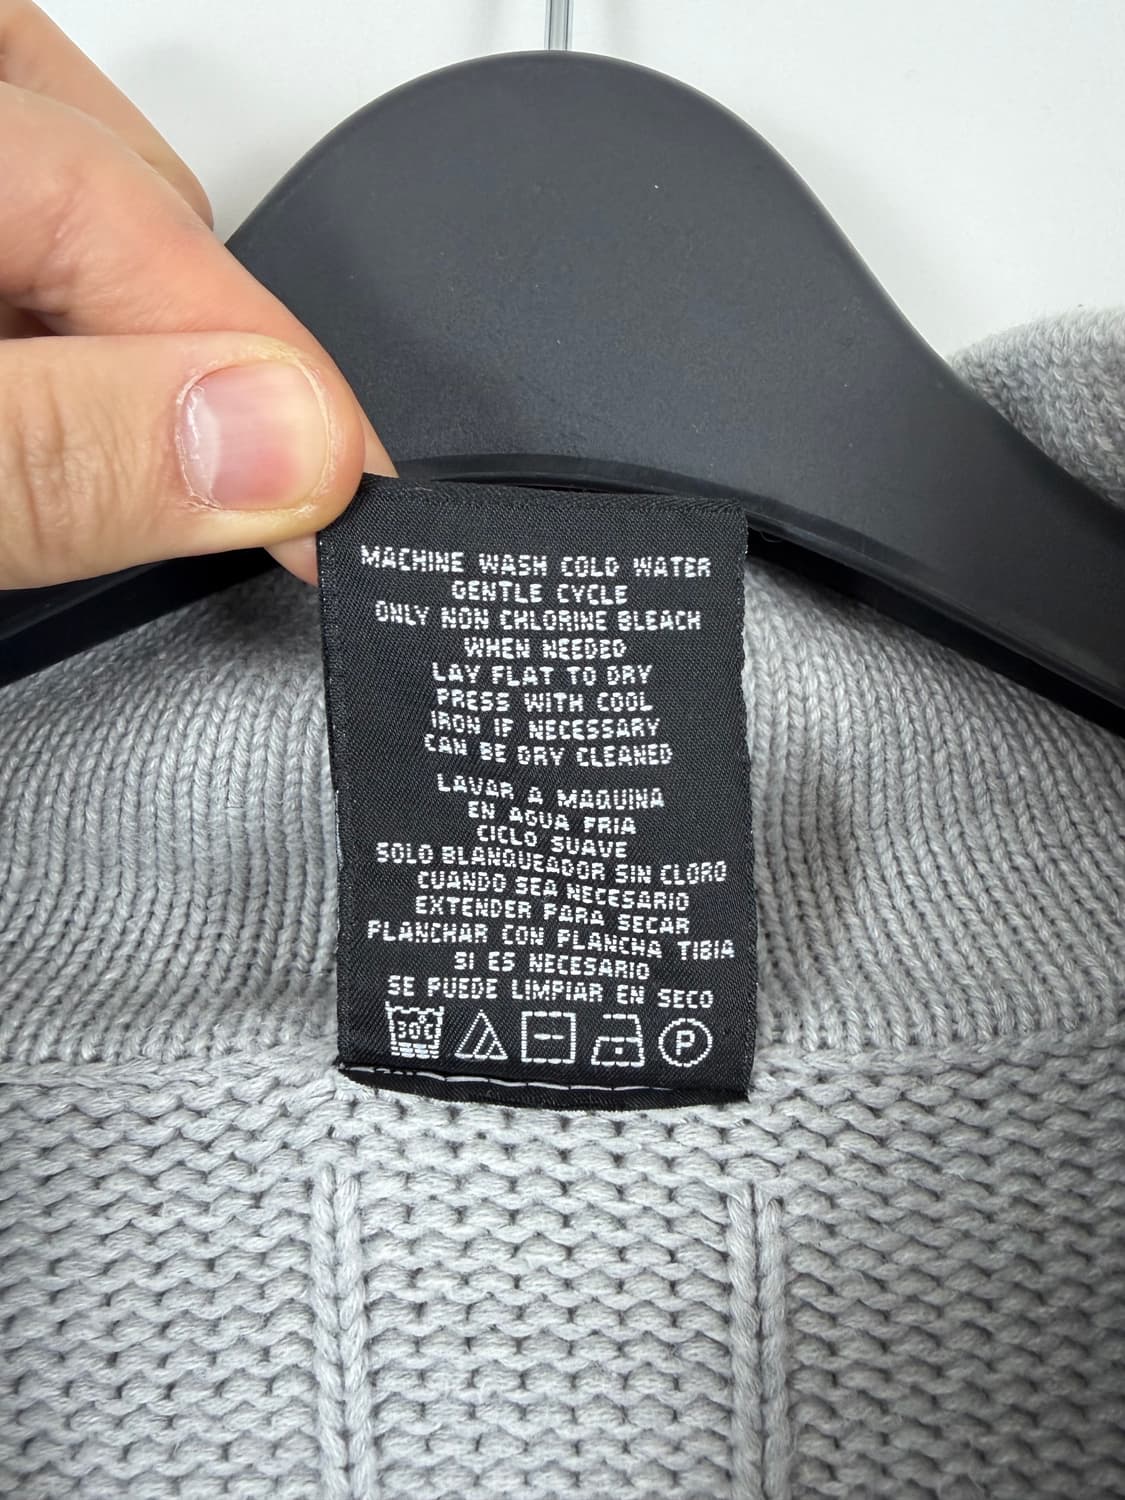 MACHINE WASH COLD WATER
GENTLE CYCLE
ONLY NON CHLORINE BLEACH
WHEN NEEDED
LAY FLAT TO DRY
PRESS WITH COOL
IRON IF NECESSARY
CAN BE DRY CLEANED
LAVAR A MAQUINA
EN AGUA FRIA
CICLO SUAVE
SOLO BLANQUEADOR SIN CLORO
CUANDO SEA NECESARIO
EXTENDER PARA SECAR
PLANCHAR CON PLANCHA TIBIA
SI ES NECESARIO
SE PUEDE LIMPIAR EN SECO
30°C P